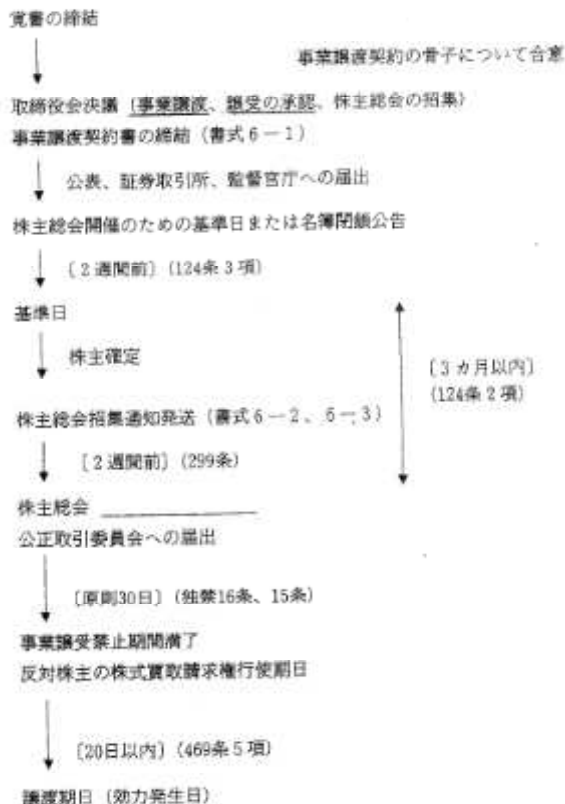 覚書の締結
事業譲渡契約の骨子について合意
取締役会決議（事業譲渡、譲受の承認、株主総会の招集）
事業譲渡契約書の締結（書式6－1）
公表、証券取引所、監督官庁への届出
株主総会開催のための基準日または名簿閉鎖公告
〔2週間前〕（124条3項）
基準日
株主確定
〔3カ月以内〕
（124条2項）
株主総会招集通知発送（書式6－2、6－3）
〔2週間前〕（299条）
株主総会
公正取引委員会への届出
〔原則30日〕（独禁16条、15条）
事業譲受禁止期間満了
反対株主の株式買取請求権行使期日
〔20日以内〕（469条5項）
譲渡期日（効力発生日）